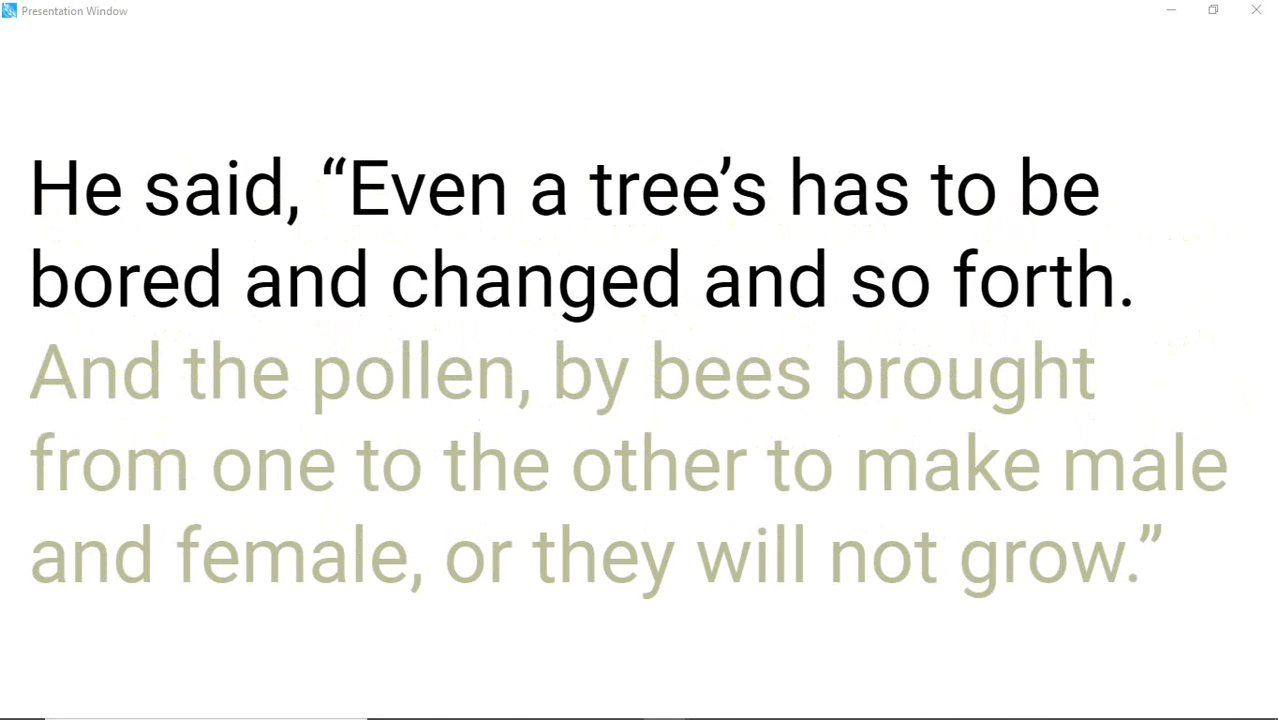 Presentation Window
He said, “Even a tree’s has to be
bored and changed and so forth.
And the pollen, by bees brought
from one to the other to make male
and female, or they will not grow.”